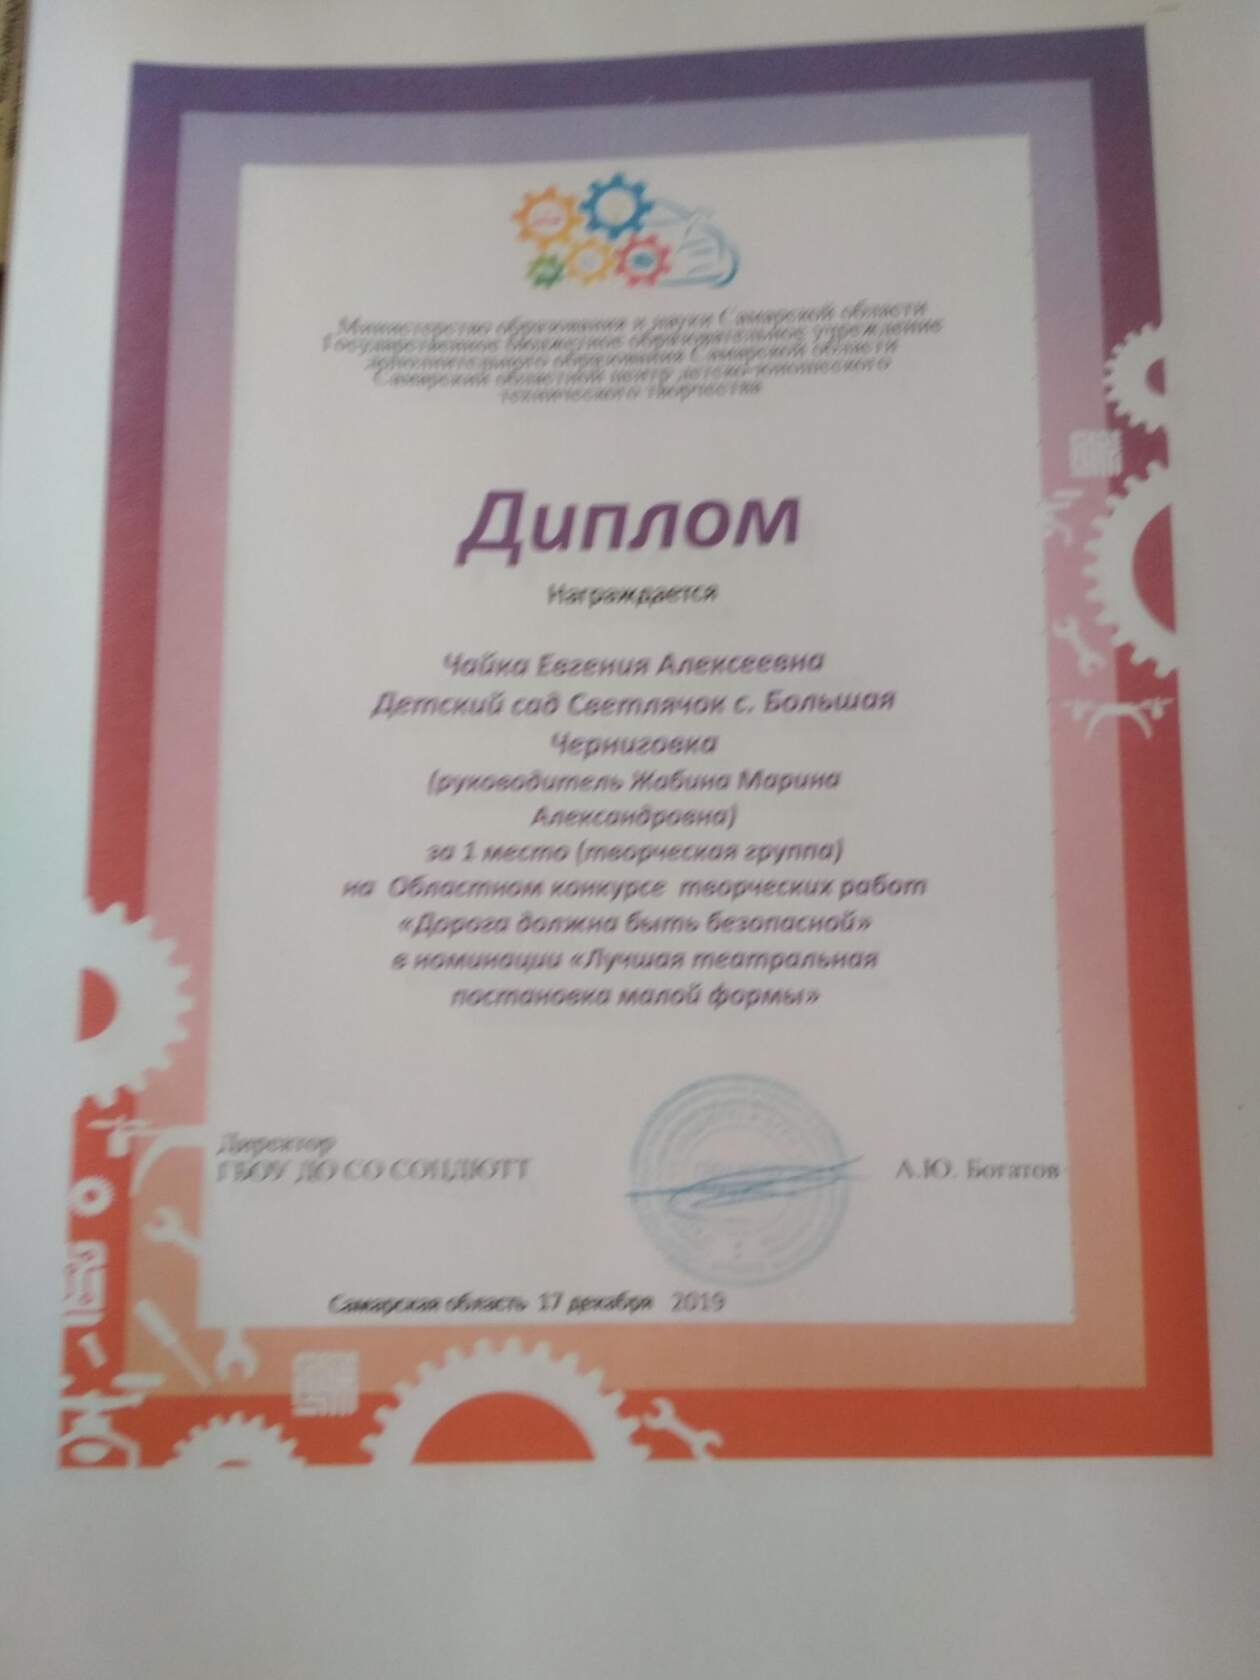 Министерство образования и науки Самарской области
Государственное бюджетное образовательное учреждение
дополнительного образования Самарской области
Самарский областной центр детско-юношеского
технического творчества
Диплом
Награждается
Чайка Евгения Алексеевна
Детский сад Светлячок с. Большая
Черниговка
(руководитель Жабина Марина
Александровна)
за 1 место (творческая группа)
на Областном конкурсе творческих работ
«Дорога должна быть безопасной»
в номинации «Лучшая театральная
постановка малой формы»
Директор
ГБОУ ДО СО СОЦДЮТТ
А.Ю. Богатов
Самарская область 17 декабря 2019